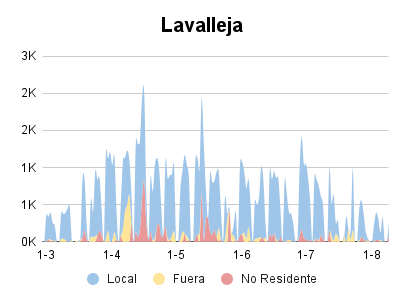 Lavalleja
3K
2K
2K
1K
1K
0K
1-3 1-4 1-5 1-6 1-7 1-8
Local Fuera No Residente